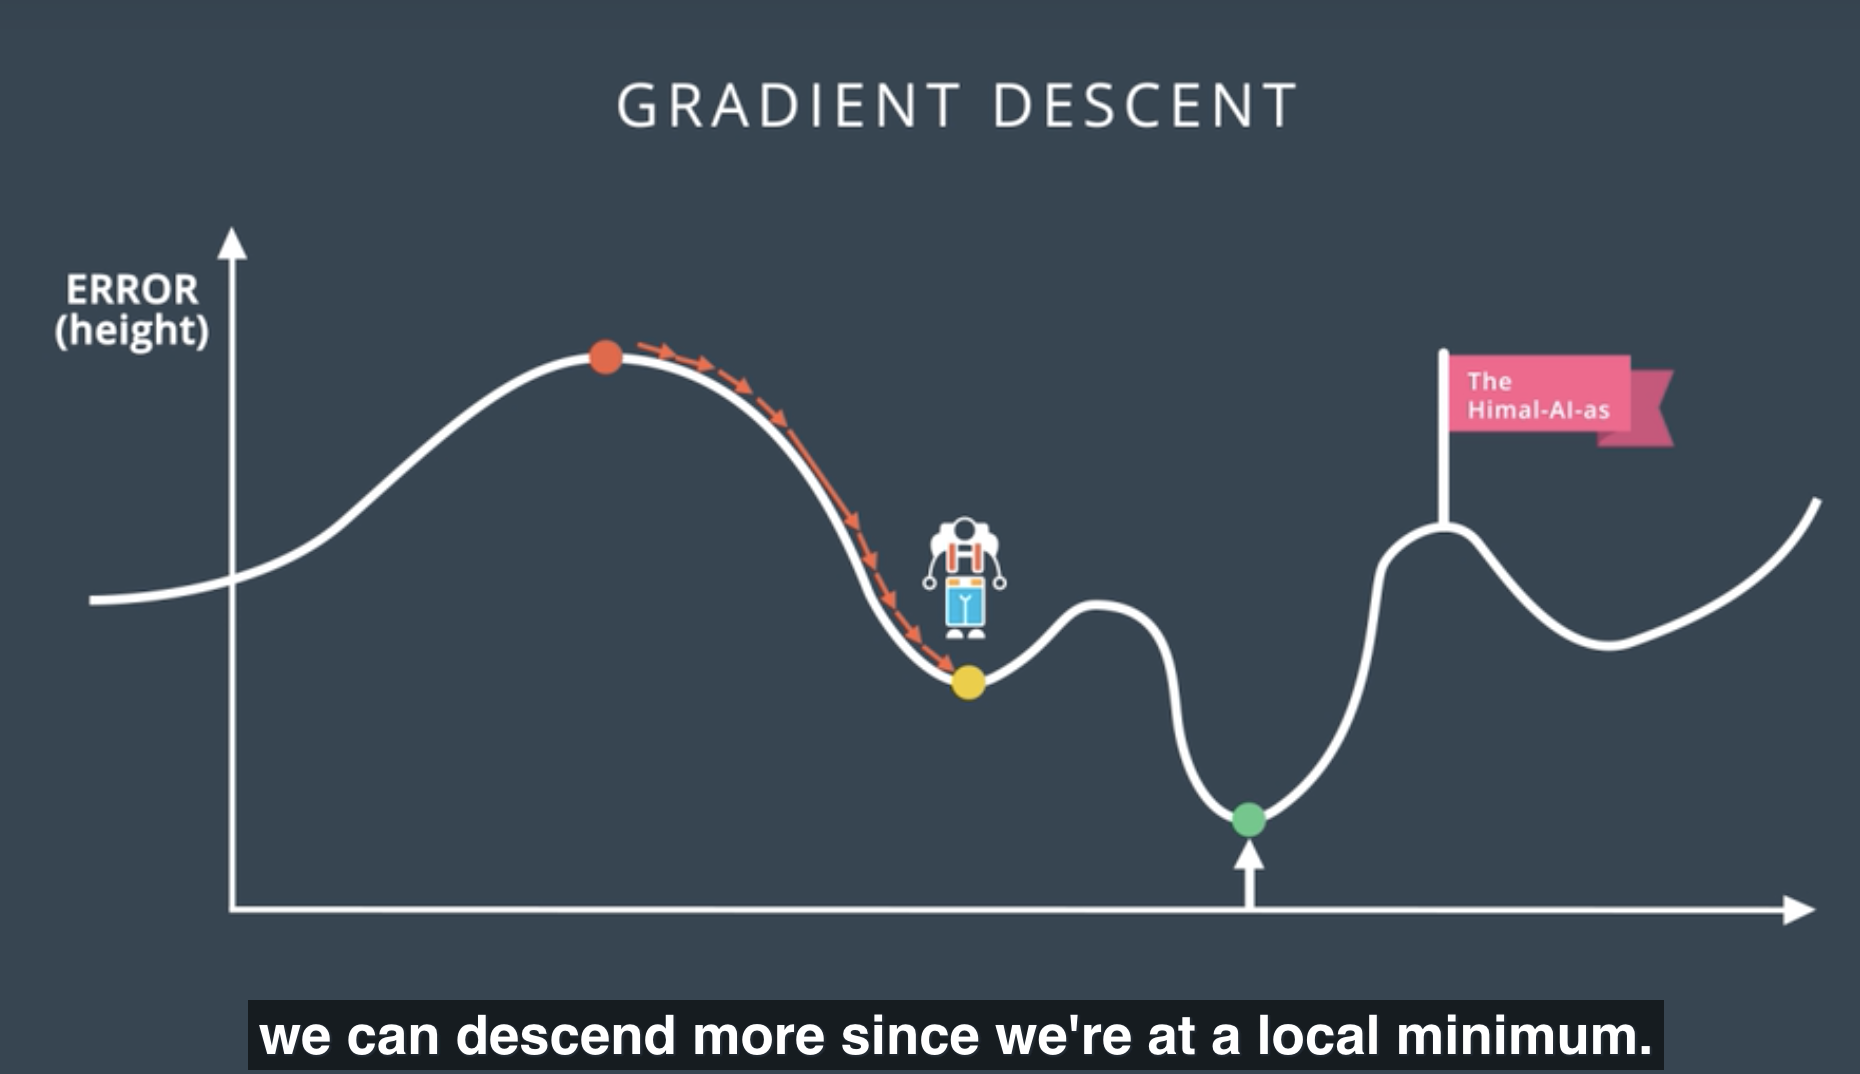 GRADIENT DESCENT
ERROR
(height)
The
Himal-AI-as
we can descend more since we're at a local minimum.